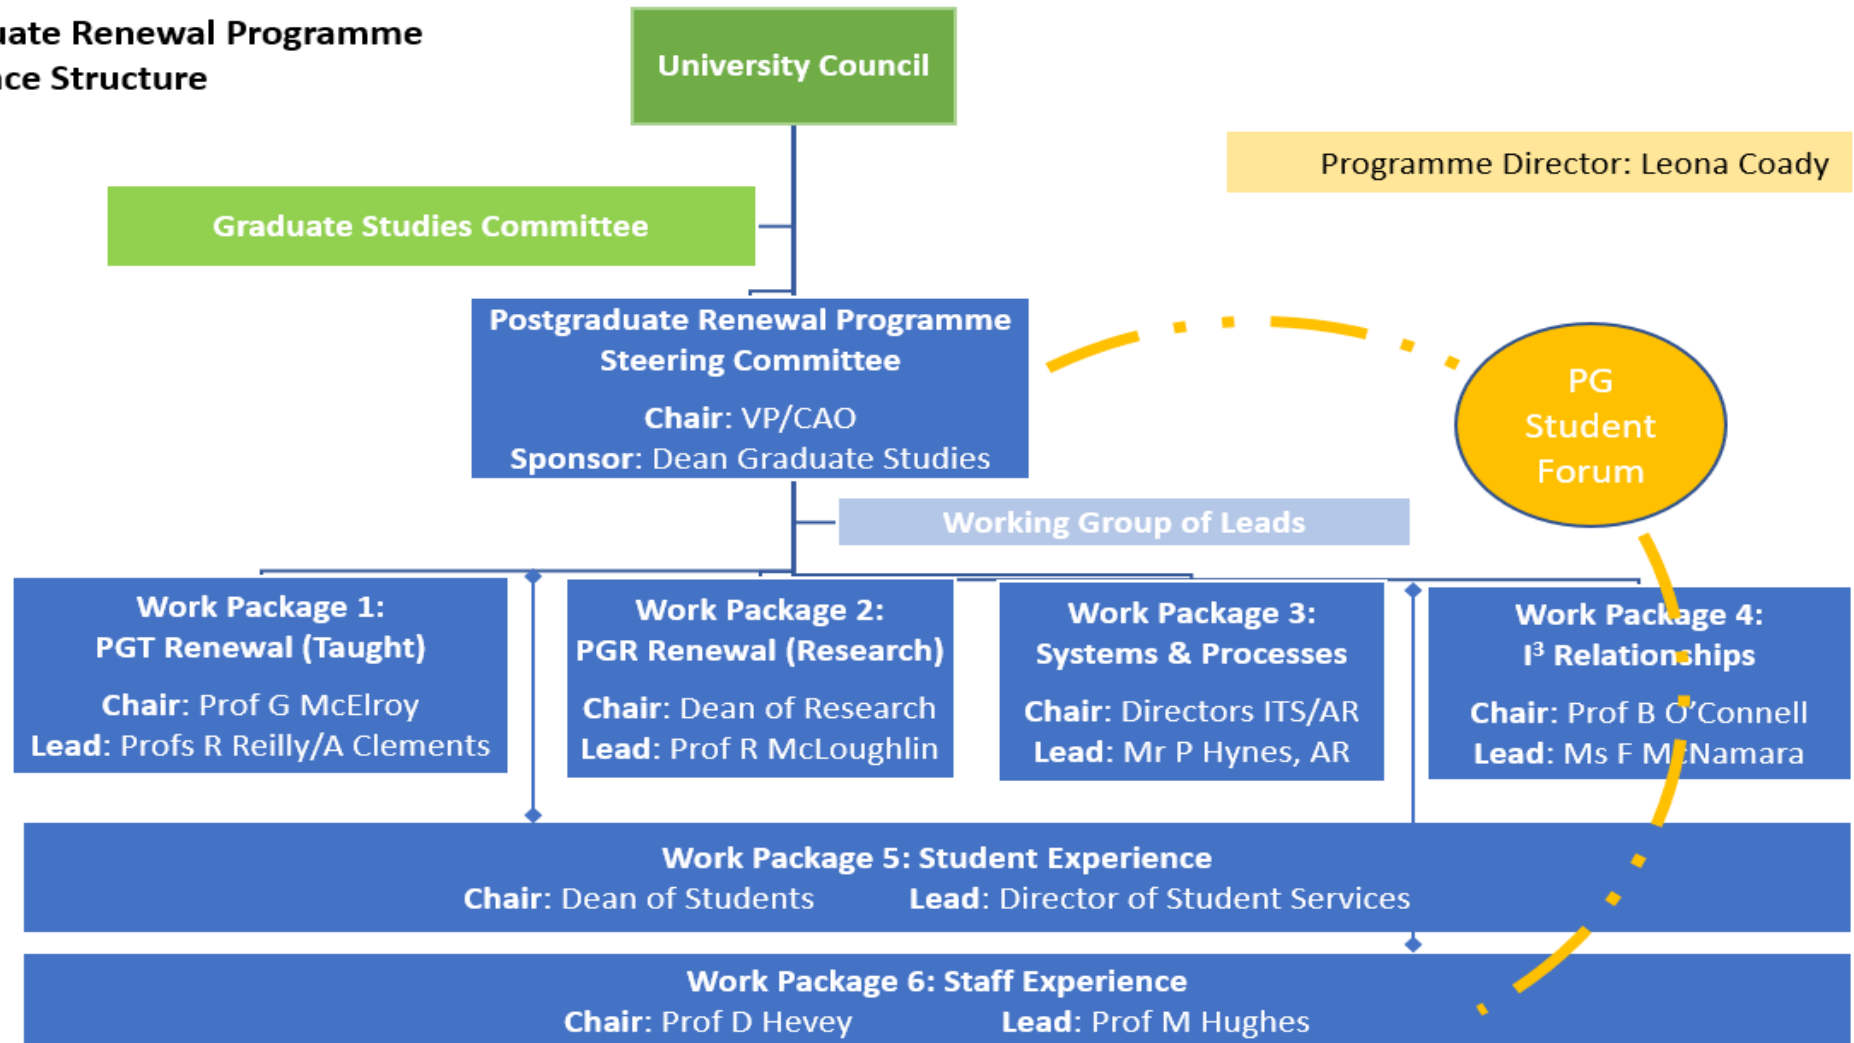 uate Renewal Programme
nce Structure
University Council
Programme Director: Leona Coady
Graduate Studies Committee
Postgraduate Renewal Programme
Steering Committee
Chair: VP/CAO
Sponsor: Dean Graduate Studies
PG
Student
Forum
Working Group of Leads
Work Package 1:
PGT Renewal (Taught)
Chair: Prof G McElroy
Lead: Profs R Reilly/A Clements
Work Package 2:
PGR Renewal (Research)
Chair: Dean of Research
Lead: Prof R McLoughlin
Work Package 3:
Systems & Processes
Chair: Directors ITS/AR
Lead: Mr P Hynes, AR
Work Package 4:
I³ Relationships
Chair: Prof B O’Connell
Lead: Ms F McNamara
Work Package 5: Student Experience
Chair: Dean of Students Lead: Director of Student Services
Work Package 6: Staff Experience
Chair: Prof D Hevey Lead: Prof M Hughes